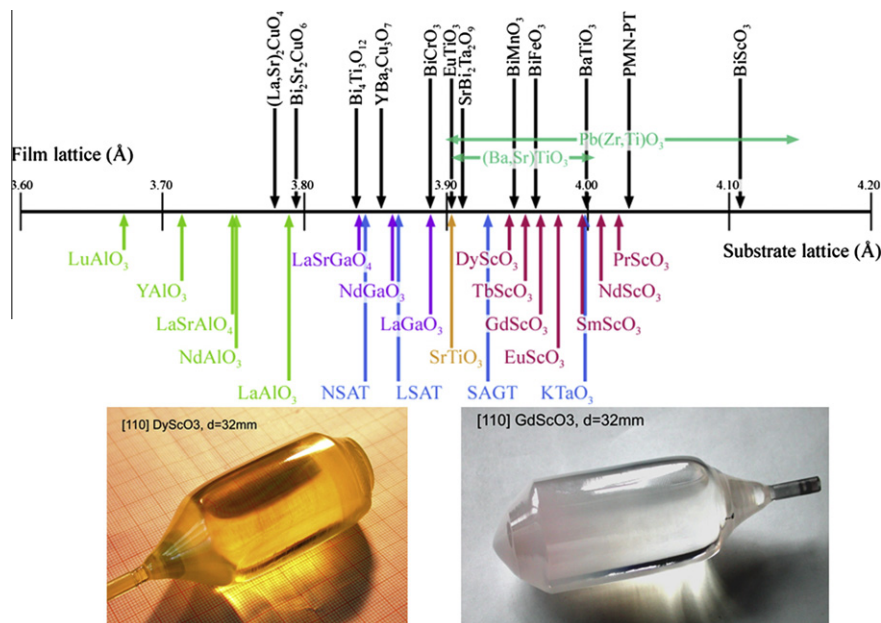 (La,Sr)₂CuO₄
Bi₂Sr₂CuO₆
Bi₄Ti₃O₁₂
YBa₂Cu₃O₇
BiCrO₃
EuTiO₃
SrBi₂Ta₂O₉
BiMnO₃
BiFeO₃
BaTiO₃
PMN-PT
BiScO₃
Pb(Zr,Ti)O₃
(Ba,Sr)TiO₃
Film lattice (Å)
3.60 3.70 3.80 3.90 4.00 4.10 4.20
Substrate lattice (Å)
LuAlO₃ LaSrGaO₄ DyScO₃ PrScO₃
YAlO₃ NdGaO₃ TbScO₃ NdScO₃
LaSrAlO₄ LaGaO₃ GdScO₃ SmScO₃
NdAlO₃ SrTiO₃ EuScO₃
LaAlO₃ NSAT LSAT SAGT KTaO₃
[110] DyScO3, d=32mm
[110] GdScO3, d=32mm